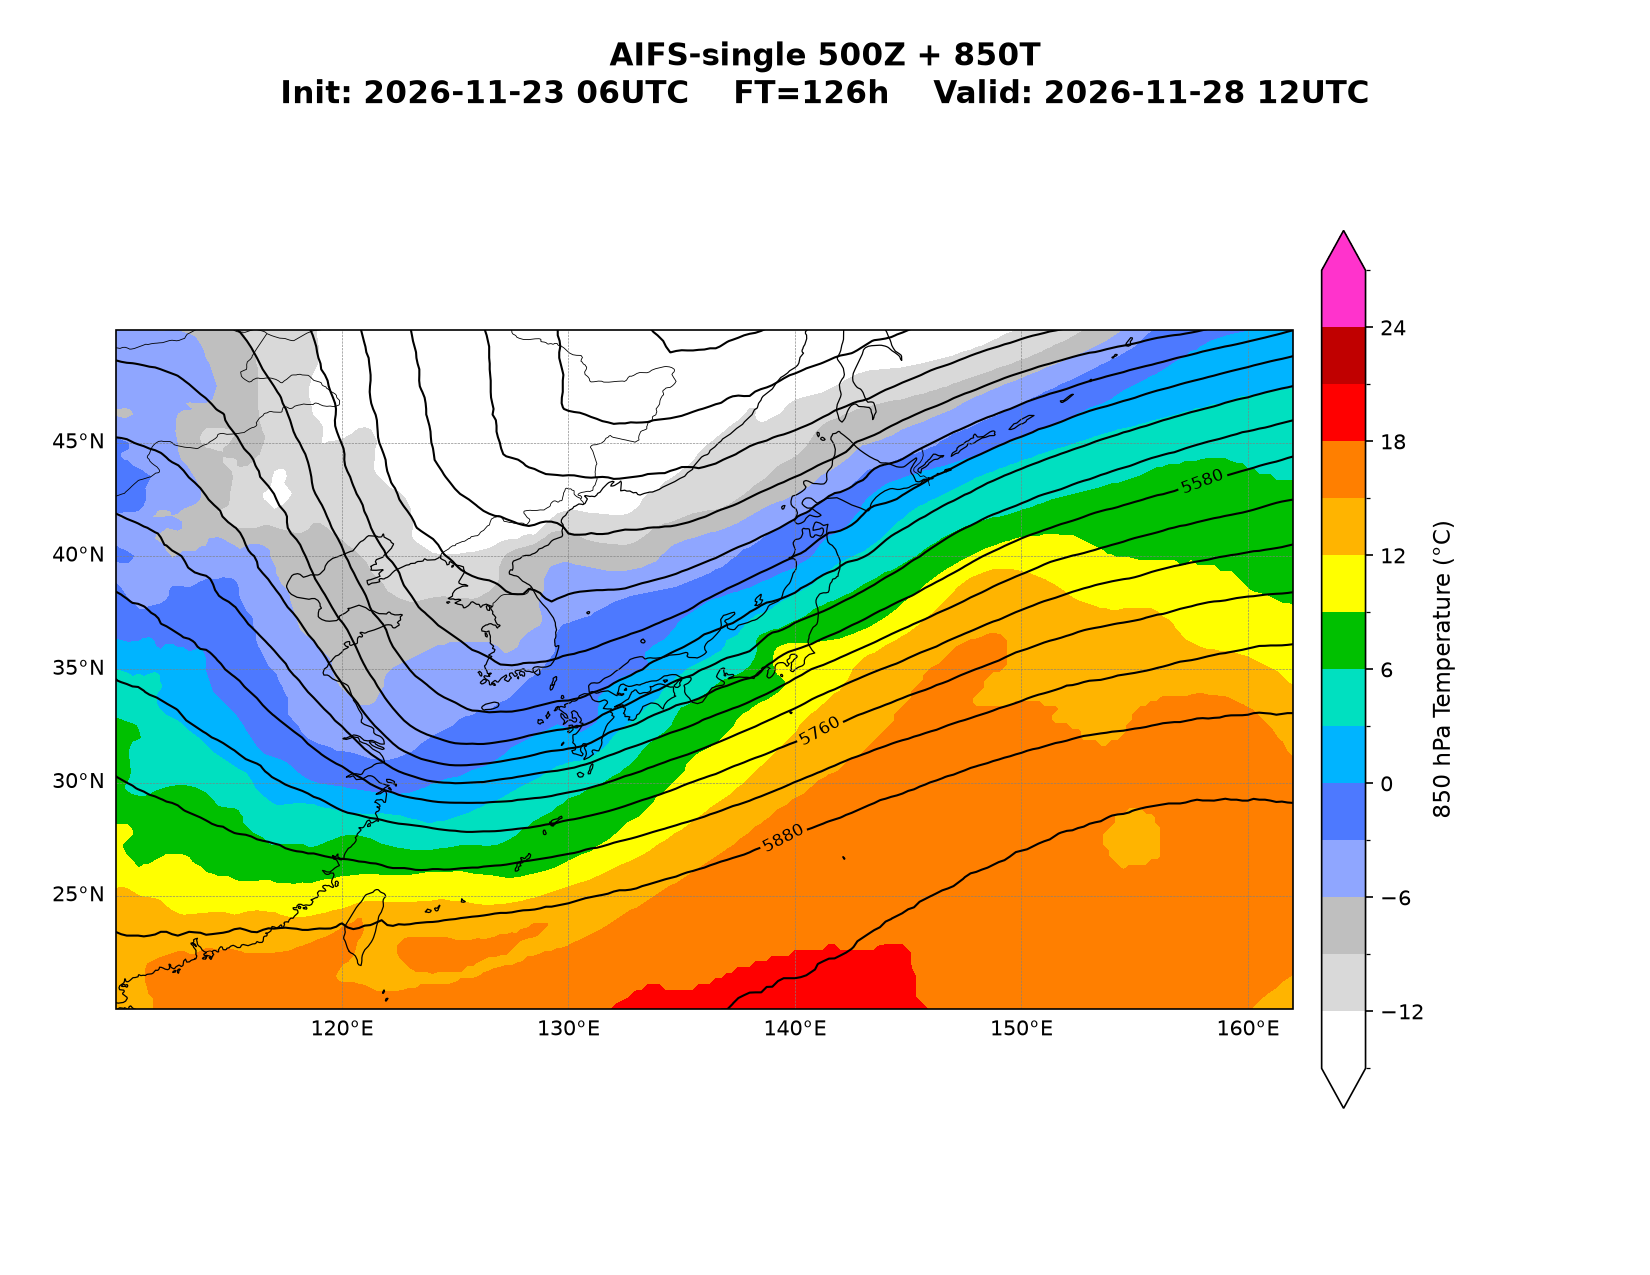 AIFS-single 500Z + 850T
Init: 2026-11-23 06UTC    FT=126h    Valid: 2026-11-28 12UTC
24
18
12
6
0
−6
−12
850 hPa Temperature (°C)
45°N
40°N
35°N
30°N
25°N
5580
5760
5880
120°E
130°E
140°E
150°E
160°E